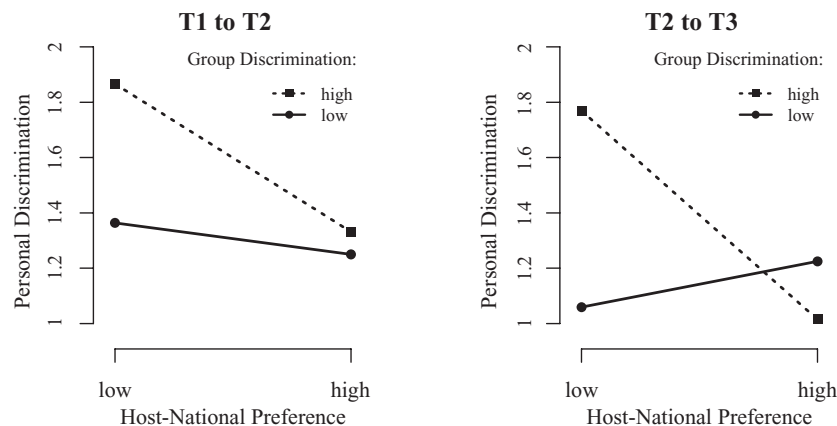 T1 to T2
Group Discrimination:
high
low
Personal Discrimination
2
1.8
1.6
1.4
1.2
1
low
high
Host-National Preference
T2 to T3
Group Discrimination:
high
low
Personal Discrimination
2
1.8
1.6
1.4
1.2
1
low
high
Host-National Preference